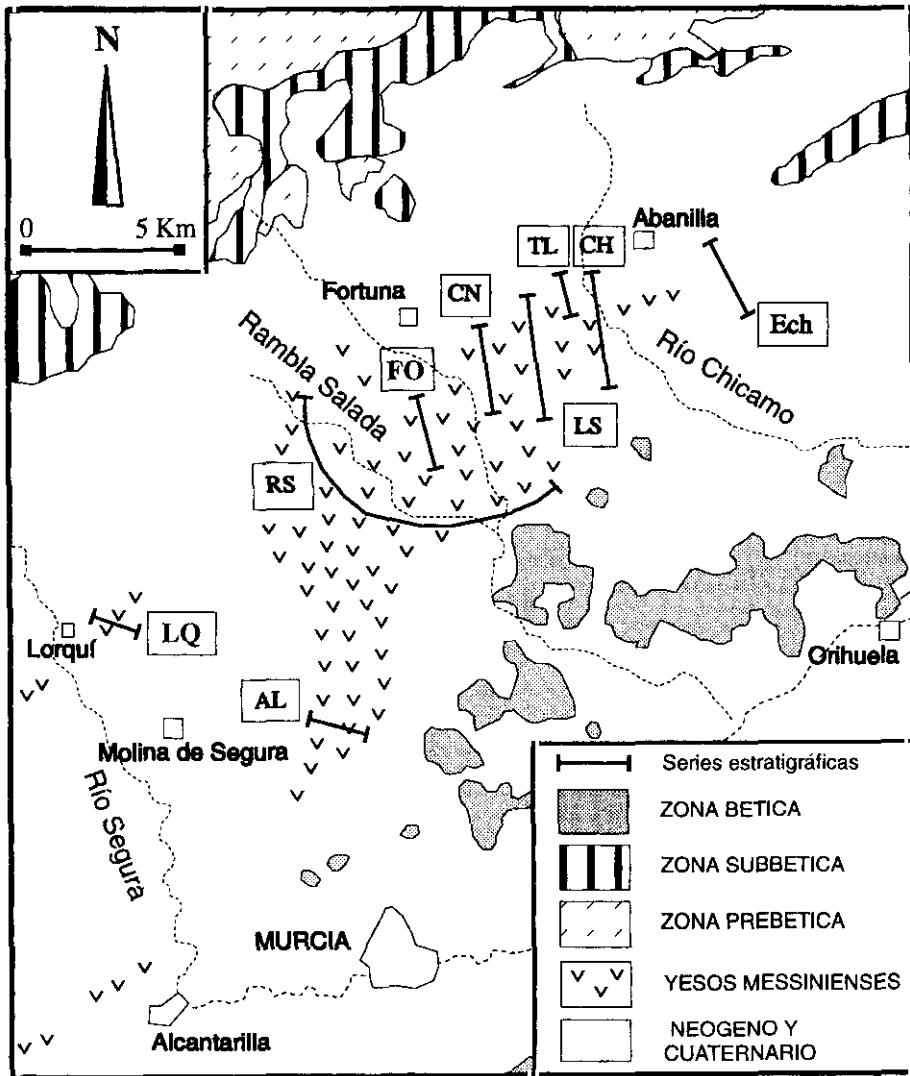 N
0 5 Km
Abanilla
TL
CH
CN
Fortuna
Ech
Rambla Salada
FO
Río Chicamo
LS
RS
LQ
Lorquí
Orihuela
AL
Molina de Segura
Río Segura
MURCIA
Alcantarilla
Series estratigráficas
ZONA BETICA
ZONA SUBBETICA
ZONA PREBETICA
YESOS MESSINIENSES
NEOGENO Y
CUATERNARIO